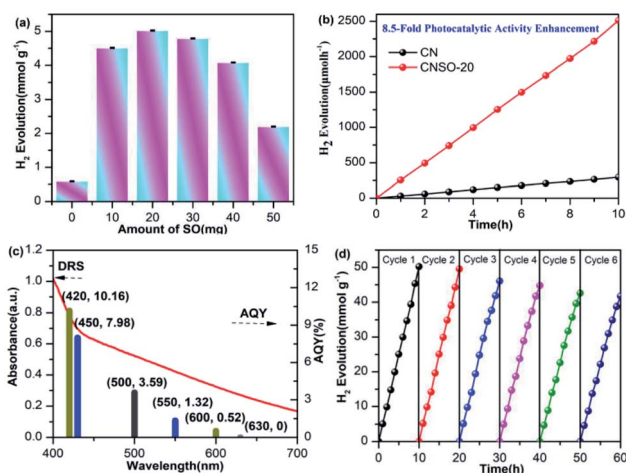 (a)
H2 Evolution(mmol g-1)
5
4
3
2
1
0
0 10 20 30 40 50
Amount of SO(mg)
(b)
8.5-Fold Photocatalytic Activity Enhancement
CN
CNSO-20
H2 Evolution(μmolh-1)
2500
2000
1500
1000
500
0
0 2 4 6 8 10
Time(h)
(c)
DRS
AQY
(420, 10.16)
(450, 7.98)
(500, 3.59)
(550, 1.32)
(600, 0.52)
(630, 0)
Absorbance(a.u.)
1.2
1.0
0.8
0.6
0.4
0.2
0.0
AQY(%)
15
12
9
6
3
0
400 500 600 700
Wavelength(nm)
(d)
Cycle 1 Cycle 2 Cycle 3 Cycle 4 Cycle 5 Cycle 6
H2 Evolution(mmol g-1)
50
40
30
20
10
0
0 10 20 30 40 50 60
Time(h)